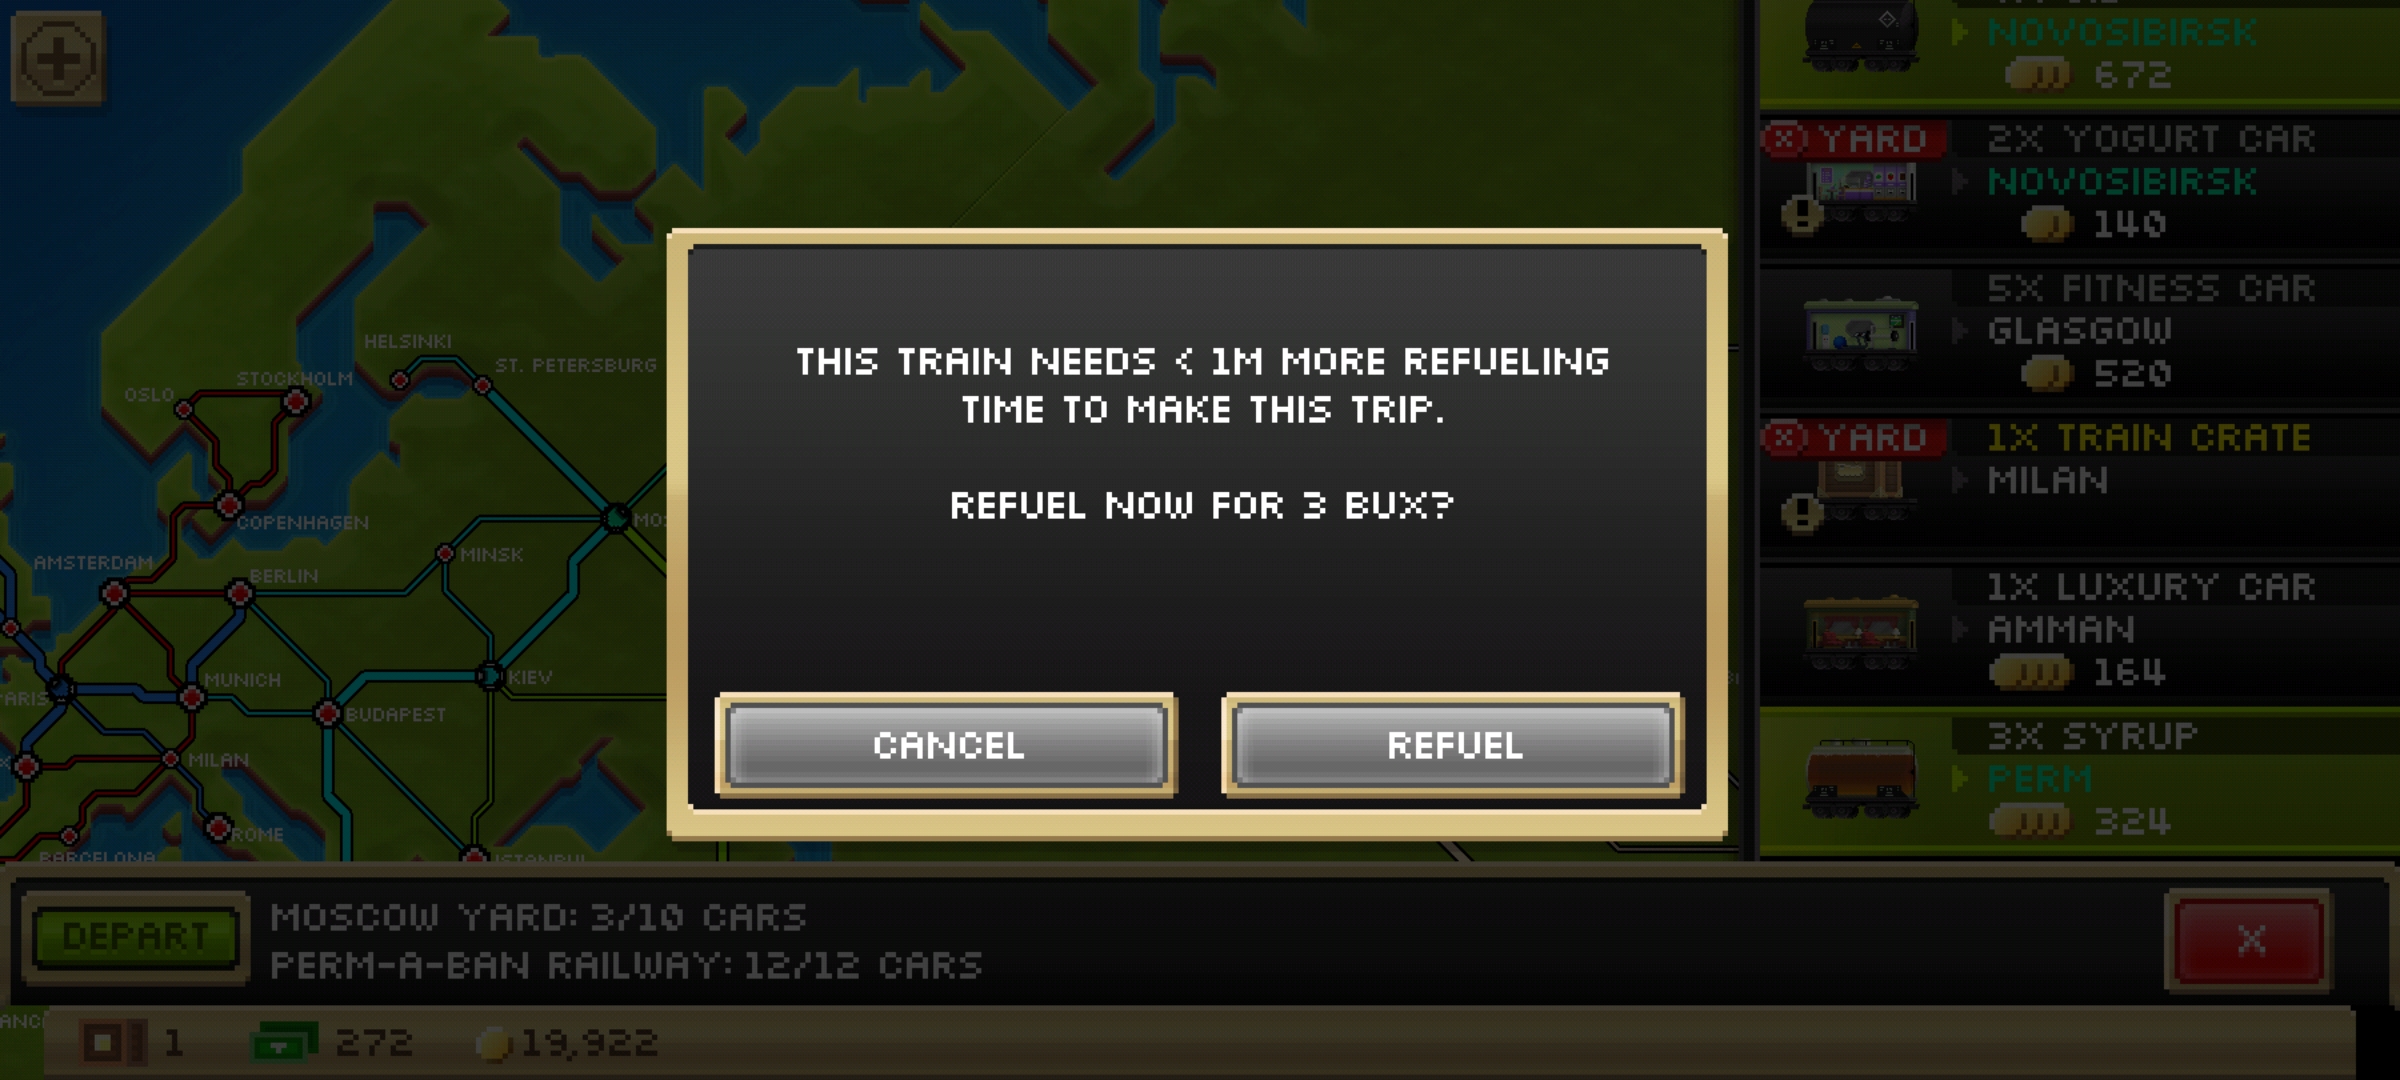 NOVOSIBIRSK
672
YARD
2X YOGURT CAR
NOVOSIBIRSK
140
5X FITNESS CAR
GLASGOW
520
YARD
1X TRAIN CRATE
MILAN
1X LUXURY CAR
AMMAN
164
3X SYRUP
PERM
324
HELSINKI
ST. PETERSBURG
STOCKHOLM
OSLO
COPENHAGEN
MINSK
AMSTERDAM
BERLIN
MUNICH
KIEV
BUDAPEST
MILAN
ROME
BARCELONA
ISTANBUL
THIS TRAIN NEEDS < 1M MORE REFUELING
TIME TO MAKE THIS TRIP.
REFUEL NOW FOR 3 BUX?
CANCEL
REFUEL
DEPART
MOSCOW YARD: 3/10 CARS
PERM-A-BAN RAILWAY: 12/12 CARS
X
1
272
19,922